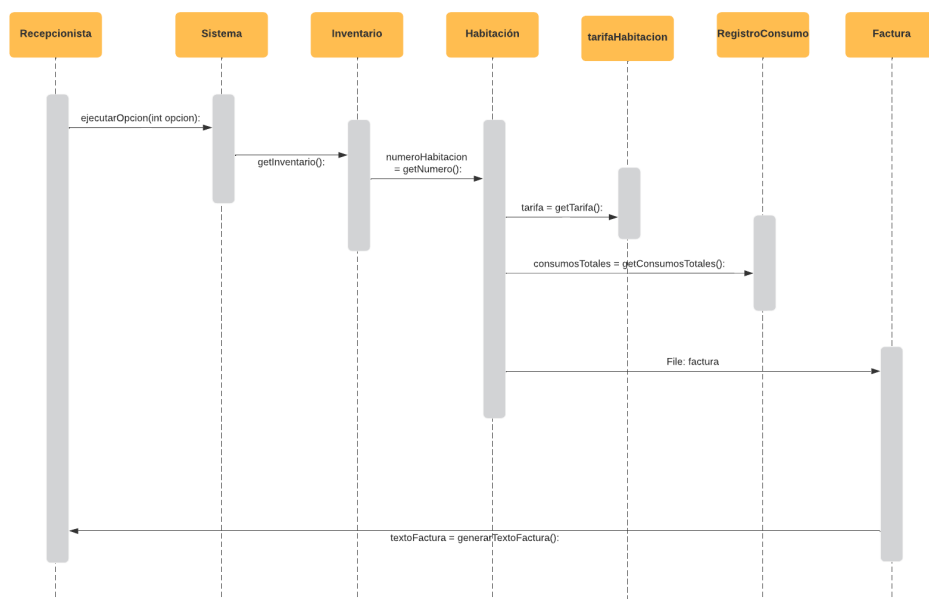 Recepcionista
Sistema
Inventario
Habitación
tarifaHabitacion
RegistroConsumo
Factura
ejecutarOpcion(int opcion):
getInventario():
numeroHabitacion
= getNumero():
tarifa = getTarifa():
consumosTotales = getConsumosTotales():
File: factura
textoFactura = generarTextoFactura():